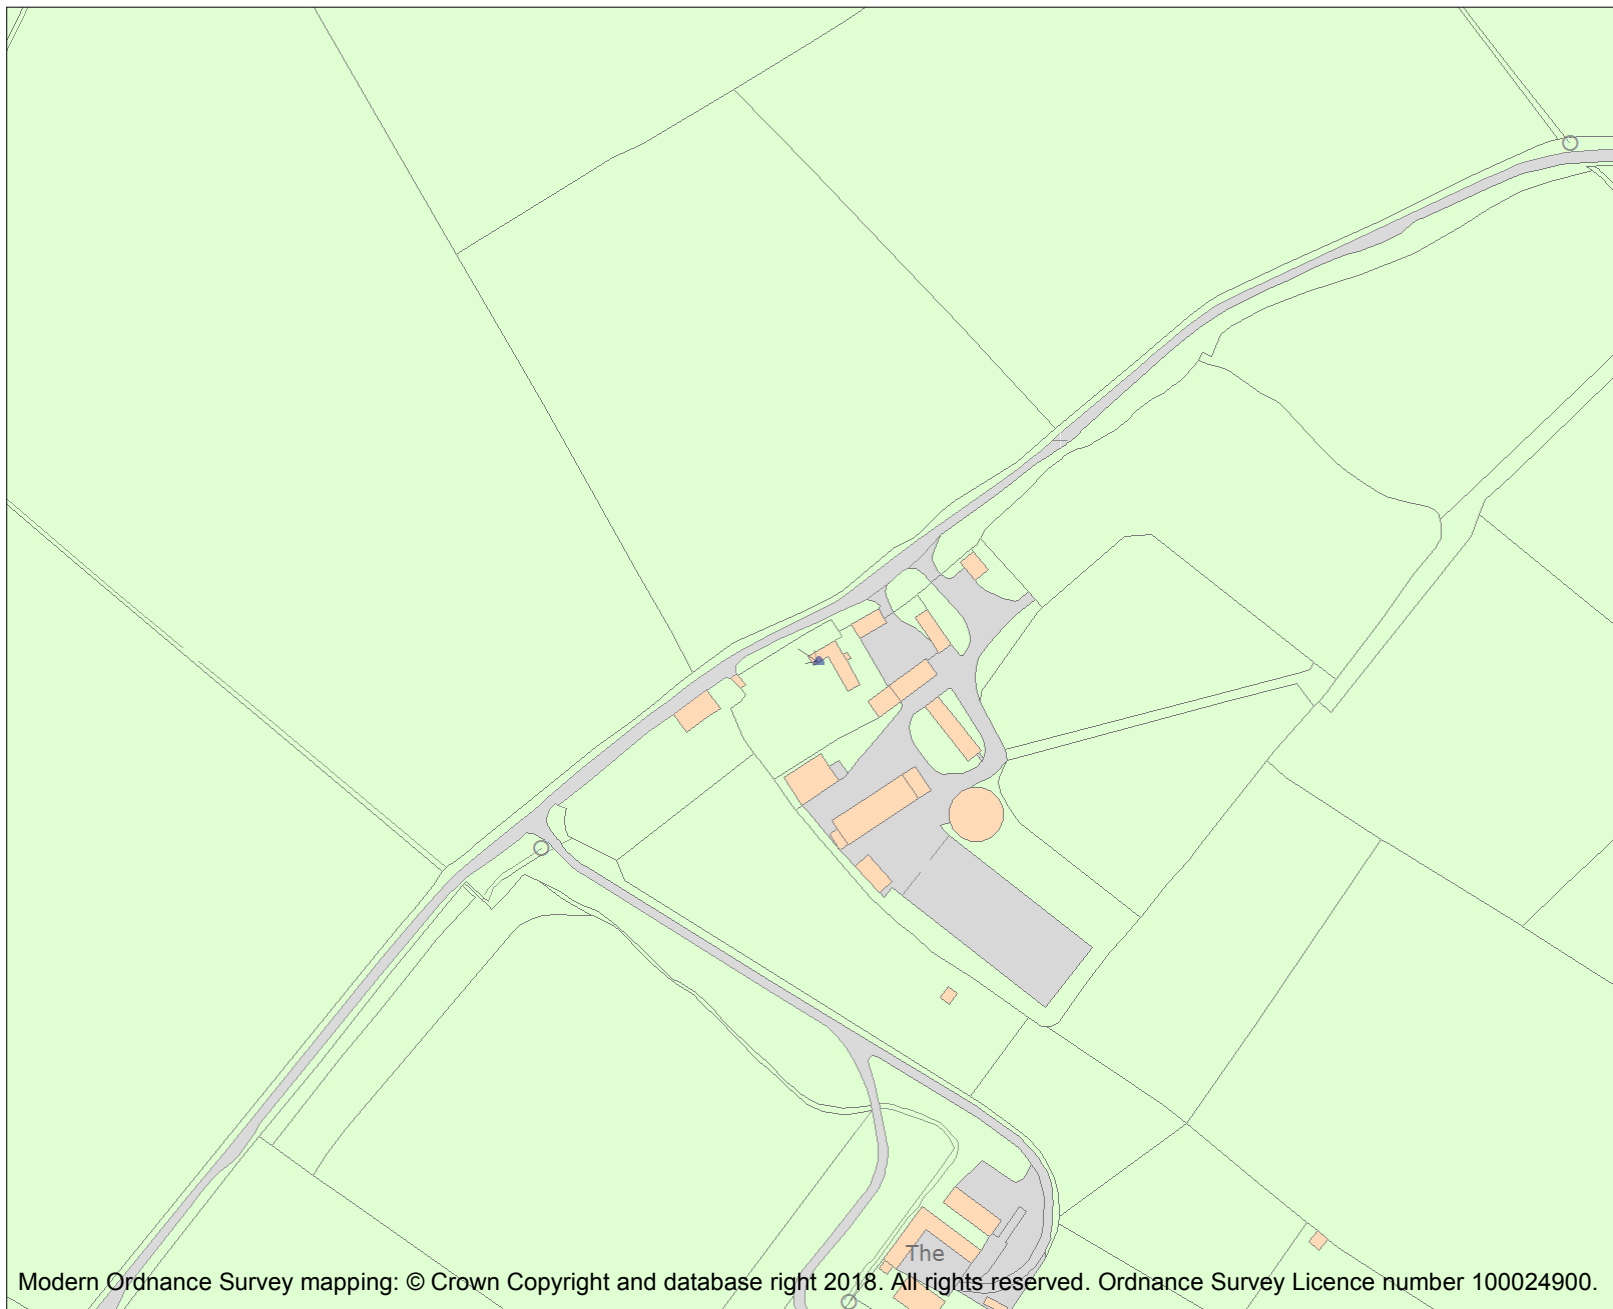 The
Modern Ordnance Survey mapping: © Crown Copyright and database right 2018. All rights reserved. Ordnance Survey Licence number 100024900.